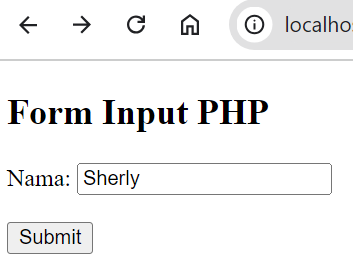 localho
Form Input PHP
Nama: Sherly
Submit